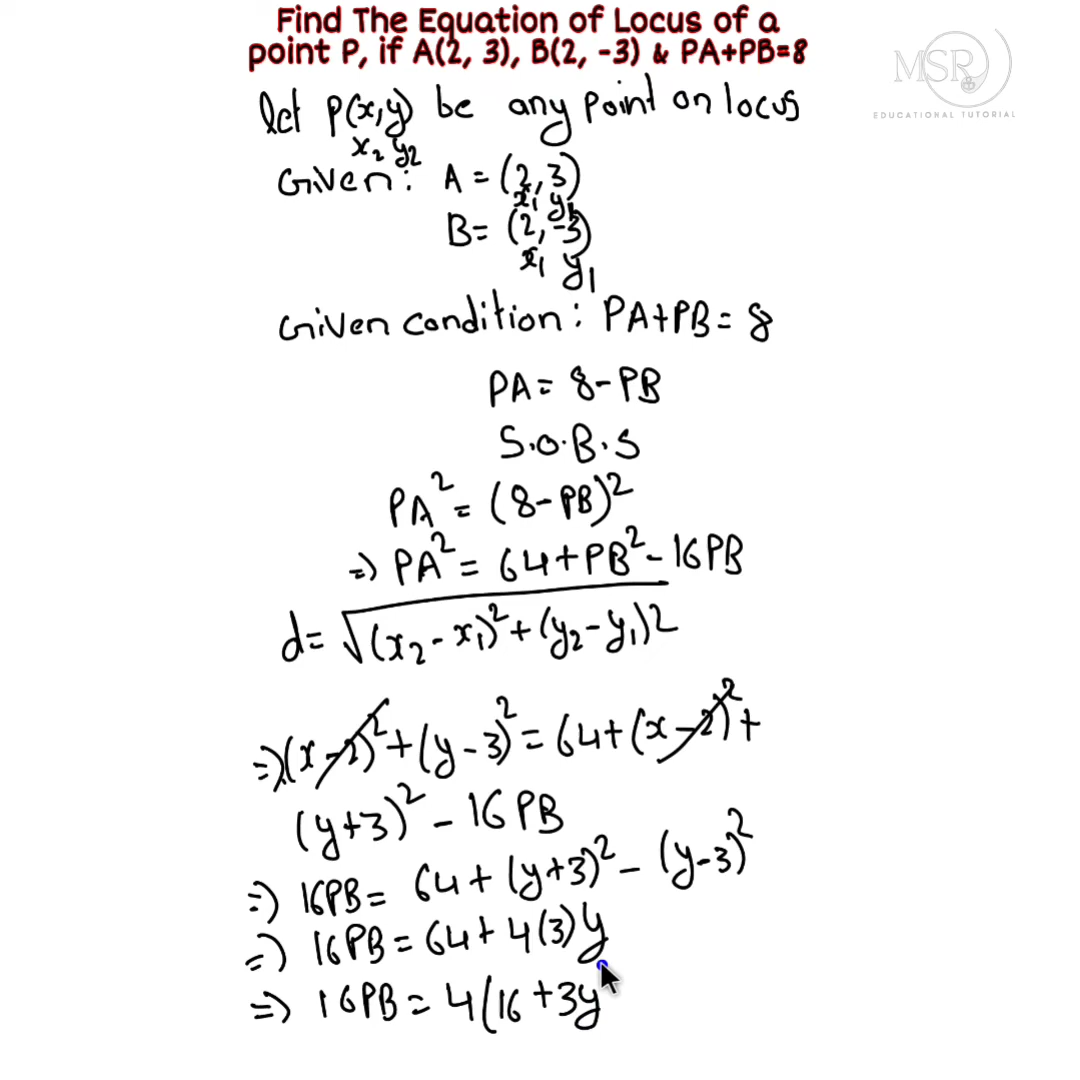 Find The Equation of Locus of a
point P, if A(2, 3), B(2, -3) & PA+PB=8
MSR
EDUCATIONAL TUTORIAL
let P(x,y) be any point on locus
x₂ y₂
Given: A = (2, 3)
x₁ y₁
B= (2, -3)
x₁ y₁
Given condition: PA+PB= 8
PA= 8-PB
S.O.B.S
PA² = (8-PB)²
=) PA² = 64+PB²-16PB
d= √(x₂-x₁)²+(y₂-y₁)2
=) (x-2)²+(y-3)²= 64+(x-2)²+
(y+3)² - 16PB
=) 16PB= 64+ (y+3)² - (y-3)²
=) 16PB= 64+ 4(3)y
=) 16PB= 4(16 +3y